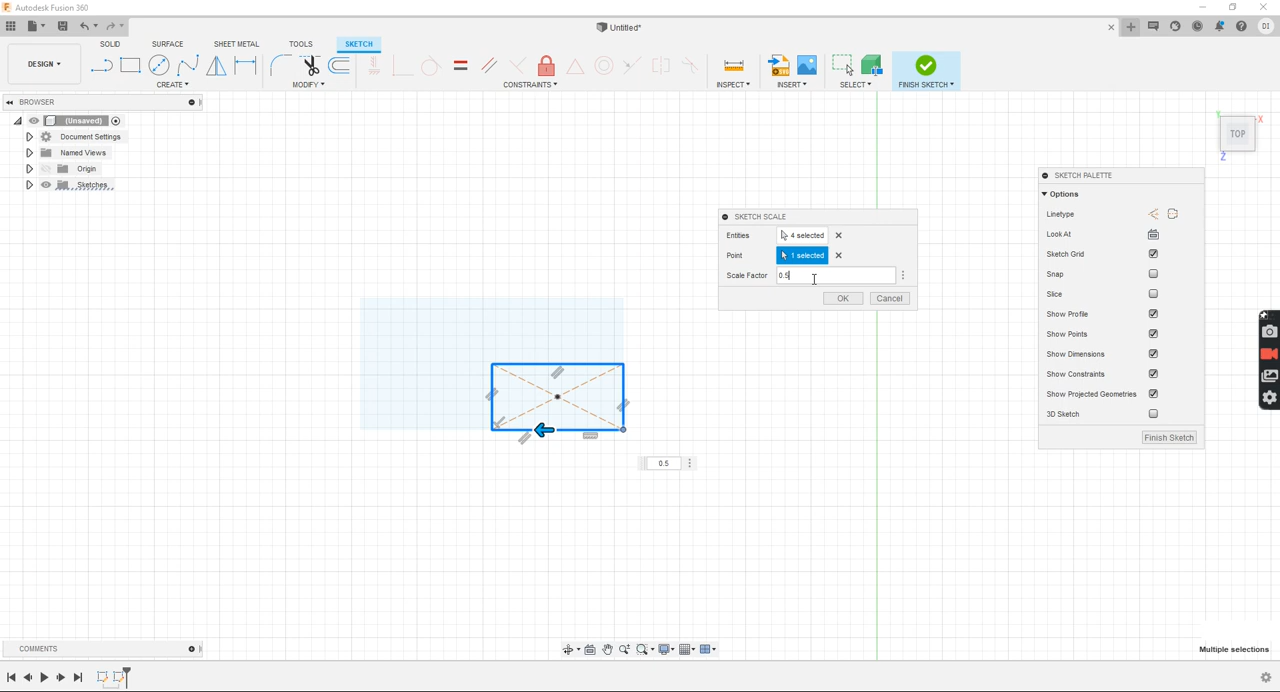 Autodesk Fusion 360
Untitled*
DI
DESIGN
SOLID SURFACE SHEET METAL TOOLS SKETCH
CREATE MODIFY CONSTRAINTS INSPECT INSERT SELECT FINISH SKETCH
BROWSER
(Unsaved)
Document Settings
Named Views
Origin
Sketches
TOP
X
Y
Z
SKETCH SCALE
Entities 4 selected
Point 1 selected
Scale Factor 0.5
OK Cancel
0.5
SKETCH PALETTE
Options
Linetype
Look At
Sketch Grid
Snap
Slice
Show Profile
Show Points
Show Dimensions
Show Constraints
Show Projected Geometries
3D Sketch
Finish Sketch
COMMENTS
Multiple selections